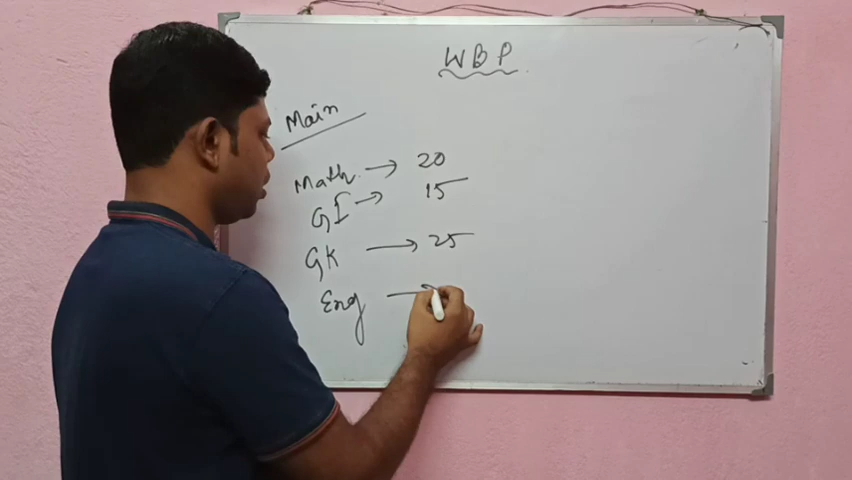 WBP
Main
Math → 20
GI → 15
GK → 25
Eng